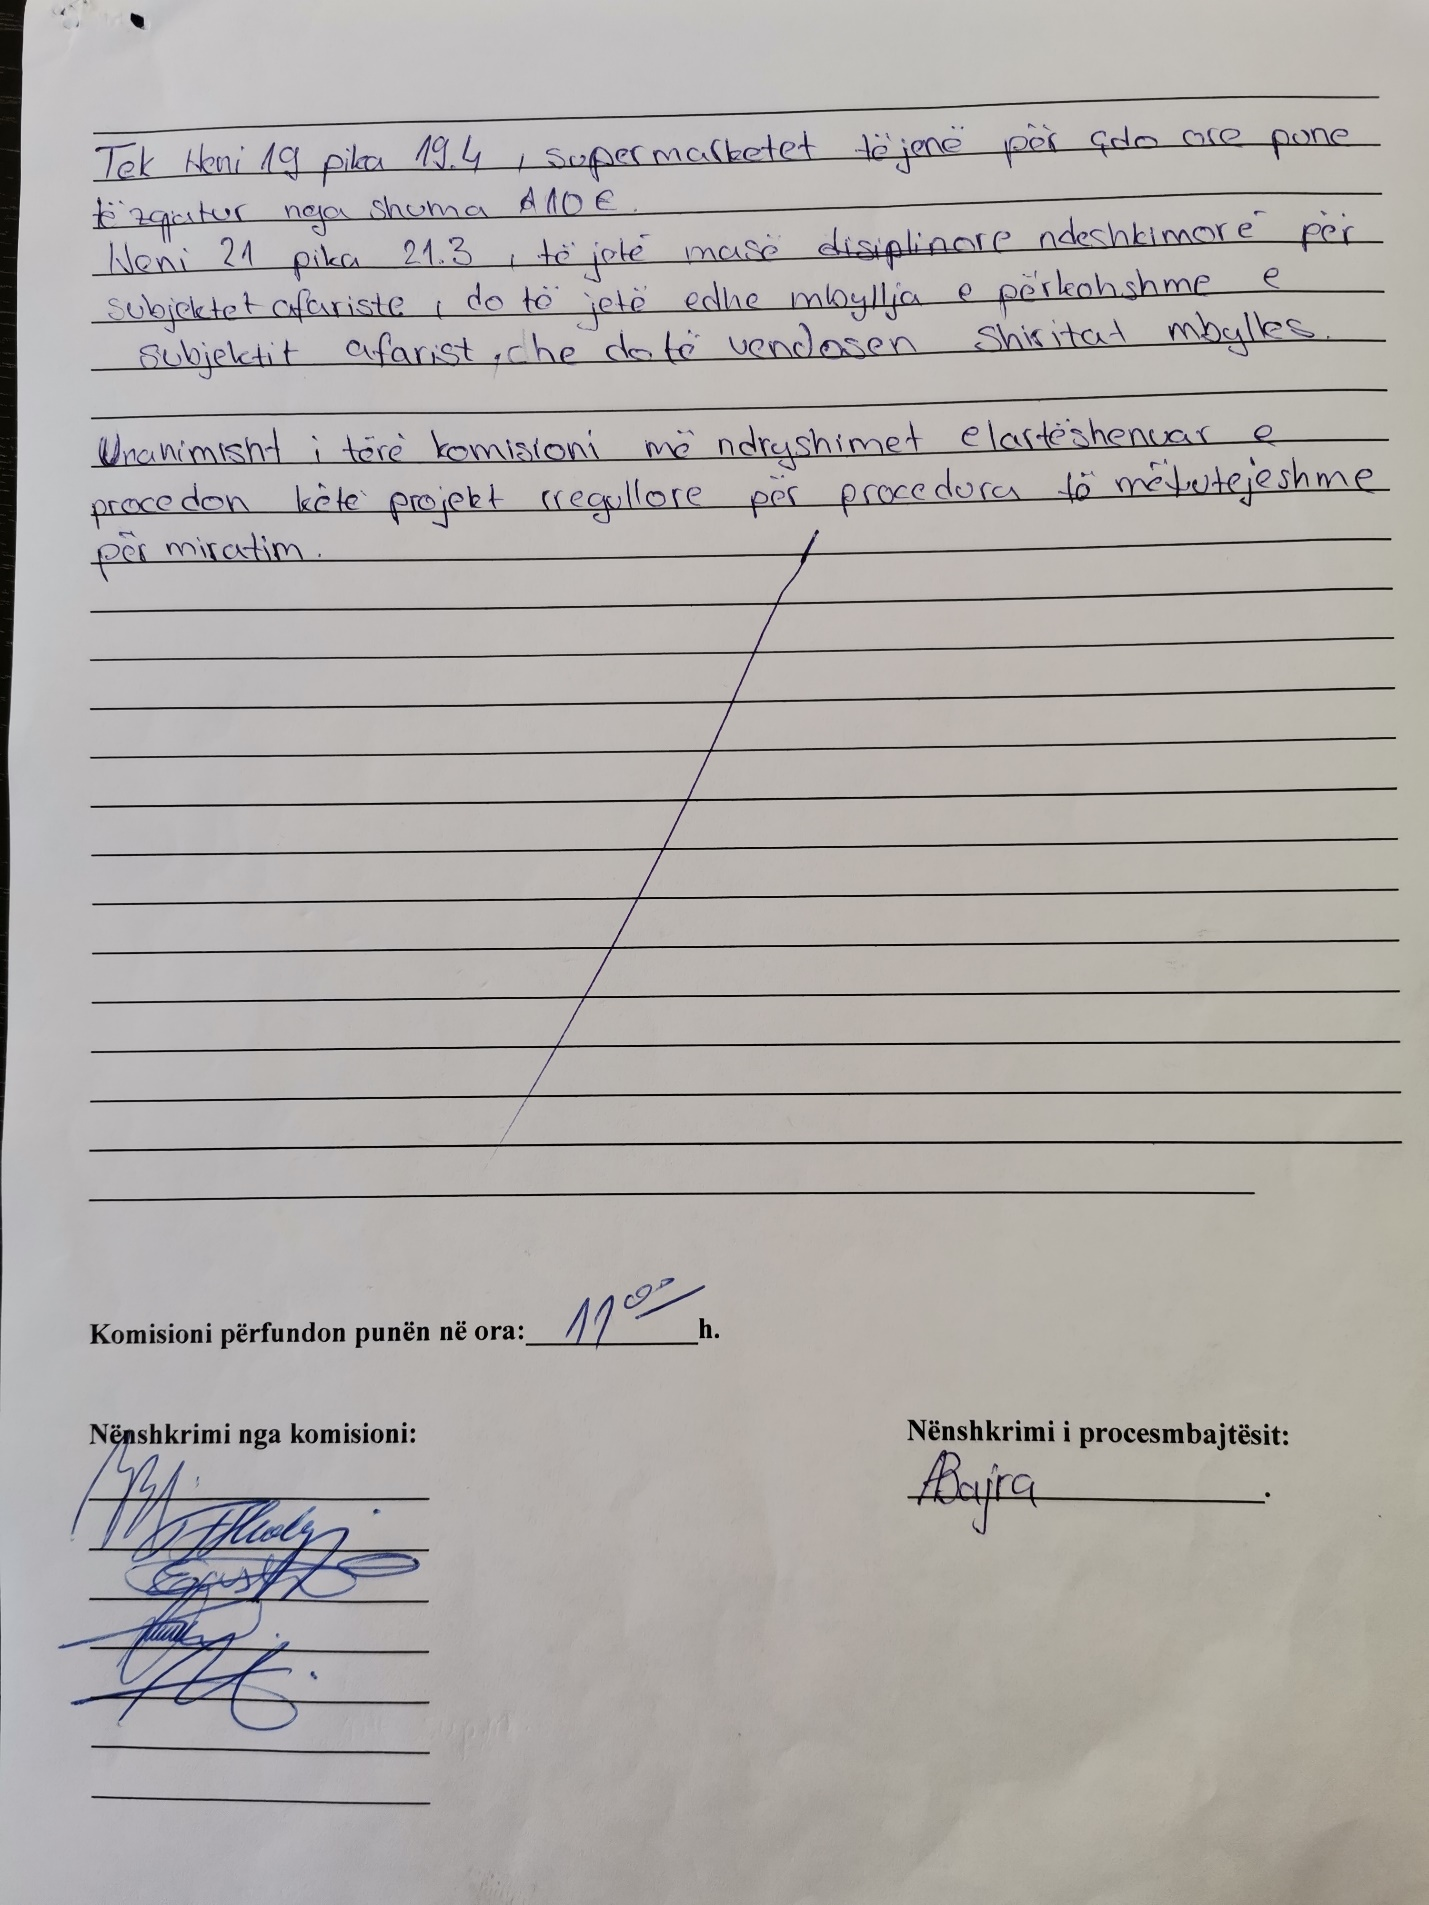 Tek Neni 19 pika 19.4, supermarketet të jenë për çdo ore pune
të zgjatur nga shuma 10 €.
Neni 21 pika 21.3, të jetë masë disiplinore ndeshkimore për
subjektet afariste, do të jetë edhe mbyllja e përkohshme e
subjektit afarist, dhe do të vendosen shiritat mbylles.
Unanimisht i tërë komisioni më ndryshimet elartëshenuar e
procedon këtë projekt rregullore për procedura të mëtutejeshme
për miratim.
Komisioni përfundon punën në ora: 11⁰⁰ h.
Nënshkrimi nga komisioni:
Nënshkrimi i procesmbajtësit:
ABajra